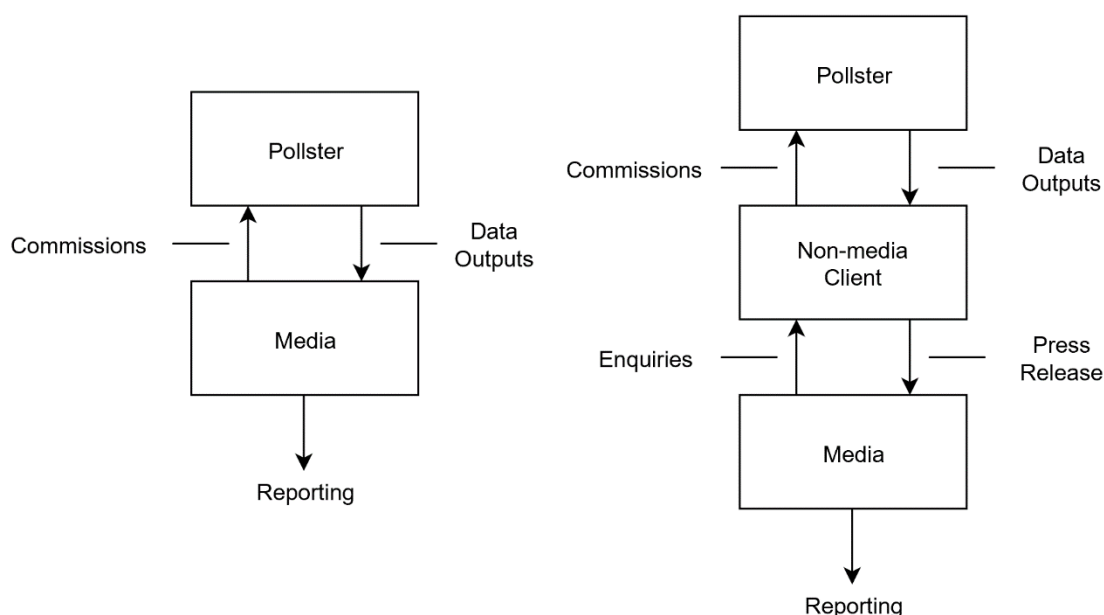 Pollster
Commissions
Data
Outputs
Media
Reporting
Pollster
Commissions
Data
Outputs
Non-media
Client
Enquiries
Press
Release
Media
Reporting